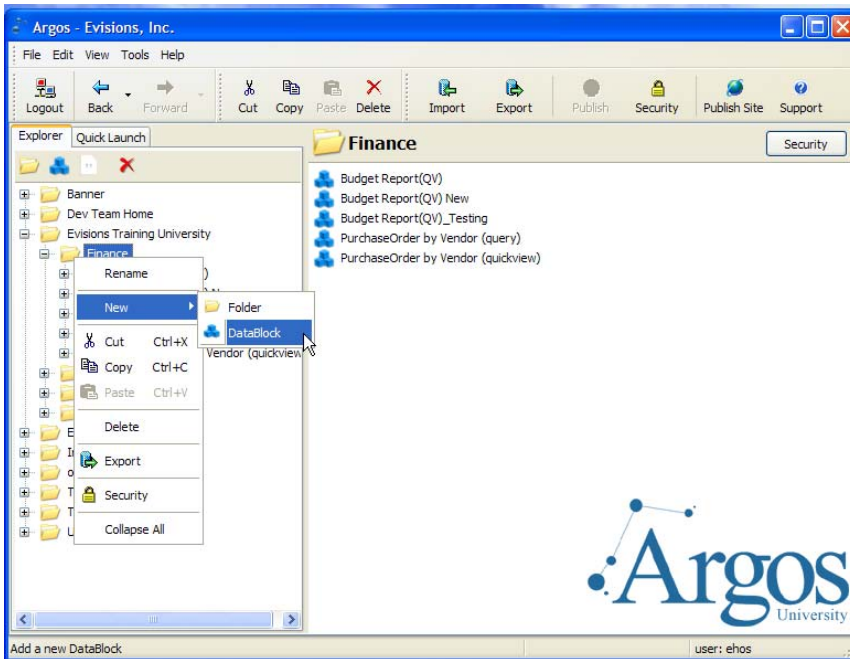 Argos - Evisions, Inc.
File Edit View Tools Help
Logout Back Forward Cut Copy Paste Delete Import Export Publish Security Publish Site Support
Explorer Quick Launch
Finance
Security
Banner
Dev Team Home
Evisions Training University
Finance
Rename
New
Cut Ctrl+X
Copy Ctrl+C
Paste Ctrl+V
Delete
Export
Security
Collapse All
Folder
DataBlock
)
Vendor (quickview
E
o
T
T
U
Budget Report(QV)
Budget Report(QV) New
Budget Report(QV)_Testing
PurchaseOrder by Vendor (query)
PurchaseOrder by Vendor (quickview)
Argos
University
Add a new DataBlock
user: ehos